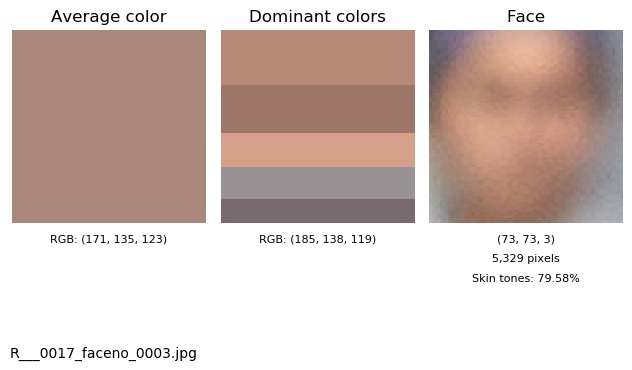 Average color
Dominant colors
Face
RGB: (171, 135, 123)
RGB: (185, 138, 119)
(73, 73, 3)
5,329 pixels
Skin tones: 79.58%
R___0017_faceno_0003.jpg